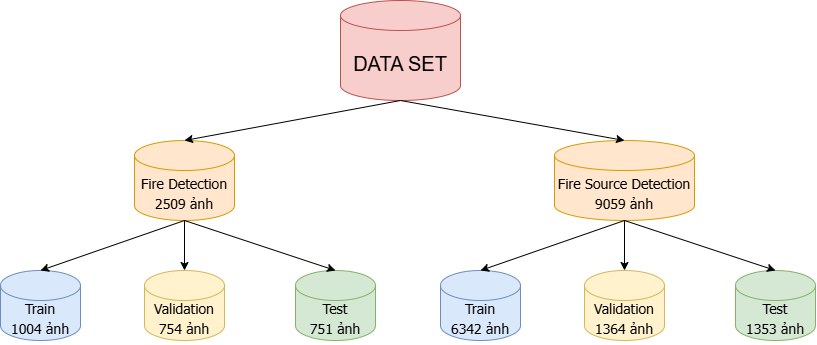 DATA SET
Fire Detection
2509 ảnh
Fire Source Detection
9059 ảnh
Train
1004 ảnh
Validation
754 ảnh
Test
751 ảnh
Train
6342 ảnh
Validation
1364 ảnh
Test
1353 ảnh